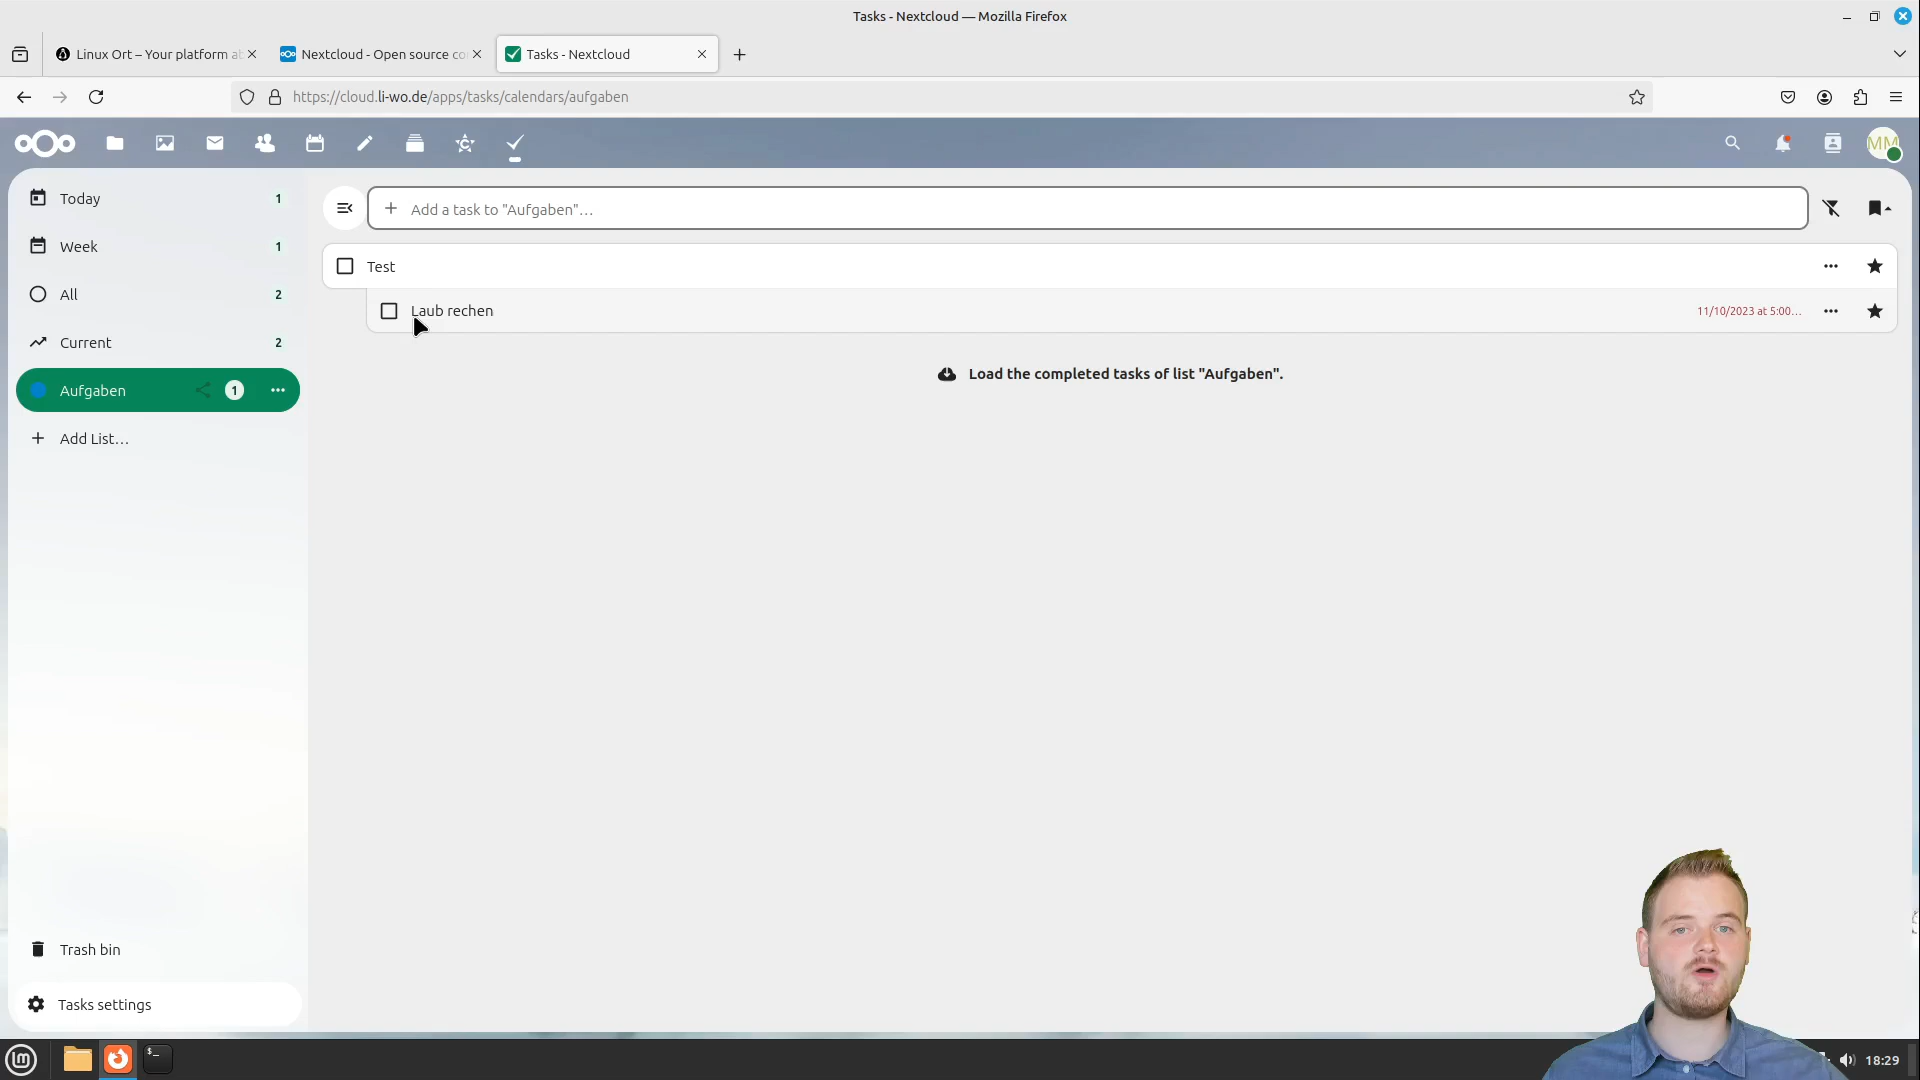 Tasks - Nextcloud — Mozilla Firefox
Linux Ort – Your platform ab
Nextcloud - Open source co
Tasks - Nextcloud
https://cloud.li-wo.de/apps/tasks/calendars/aufgaben
MM
Today 1
Week 1
All 2
Current 2
Aufgaben 1
Add List…
Trash bin
Tasks settings
Add a task to "Aufgaben"…
Test
Laub rechen 11/10/2023 at 5:00…
Load the completed tasks of list "Aufgaben".
18:29